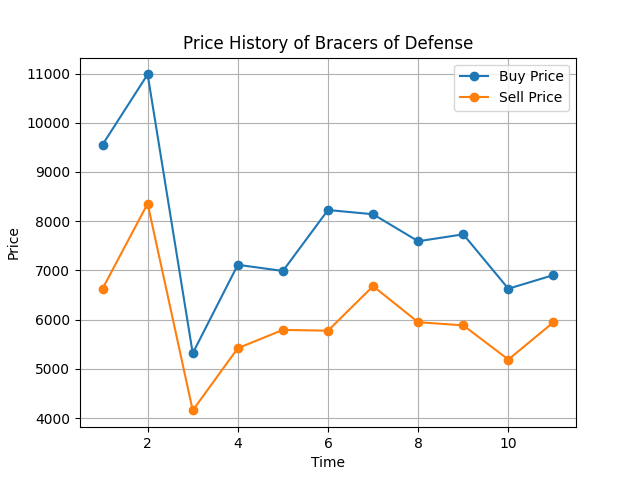 Price History of Bracers of Defense
Buy Price
Sell Price
Price
11000
10000
9000
8000
7000
6000
5000
4000
2 4 6 8 10
Time